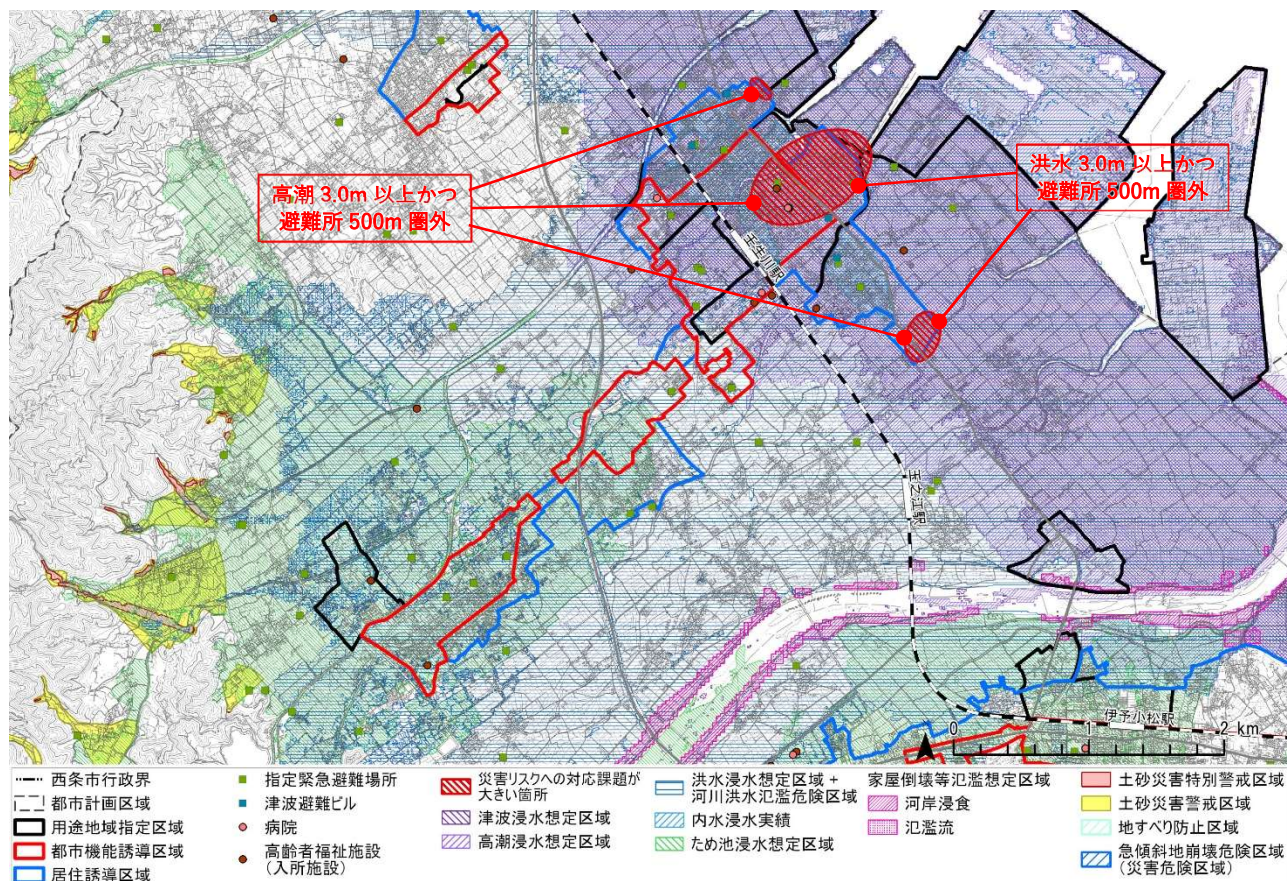 高潮 3.0m 以上かつ
避難所 500m 圏外
洪水 3.0m 以上かつ
避難所 500m 圏外
壬生川駅
玉之江駅
伊予小松駅
0 1 2 km
西条市行政界
都市計画区域
用途地域指定区域
都市機能誘導区域
居住誘導区域
指定緊急避難場所
津波避難ビル
病院
高齢者福祉施設
(入所施設)
災害リスクへの対応課題が
大きい箇所
津波浸水想定区域
高潮浸水想定区域
洪水浸水想定区域 +
河川洪水氾濫危険区域
内水浸水実績
ため池浸水想定区域
家屋倒壊等氾濫想定区域
河岸浸食
氾濫流
土砂災害特別警戒区域
土砂災害警戒区域
地すべり防止区域
急傾斜地崩壊危険区域
(災害危険区域)